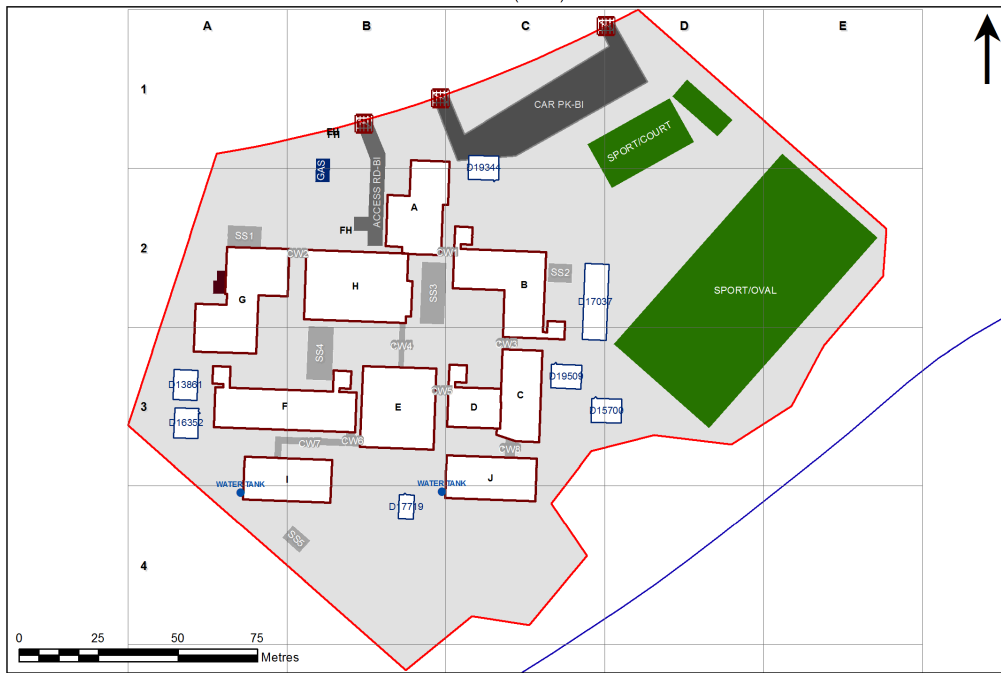 A B C D E
1
CAR PK-BI
FH
SPORT/COURT
GAS
D19344
ACCESS RD-BI
A
FH
SS1
2
CW2
CW1
SS2
H
SS3
B
G
SPORT/OVAL
D17037
CW4
CW3
SS4
D13861
D19509
CW5
C
F
E
D
3
D15700
D16352
CW7
CW6
I
J
WATER TANK
WATER TANK
D17719
SS5
4
0 25 50 75
Metres